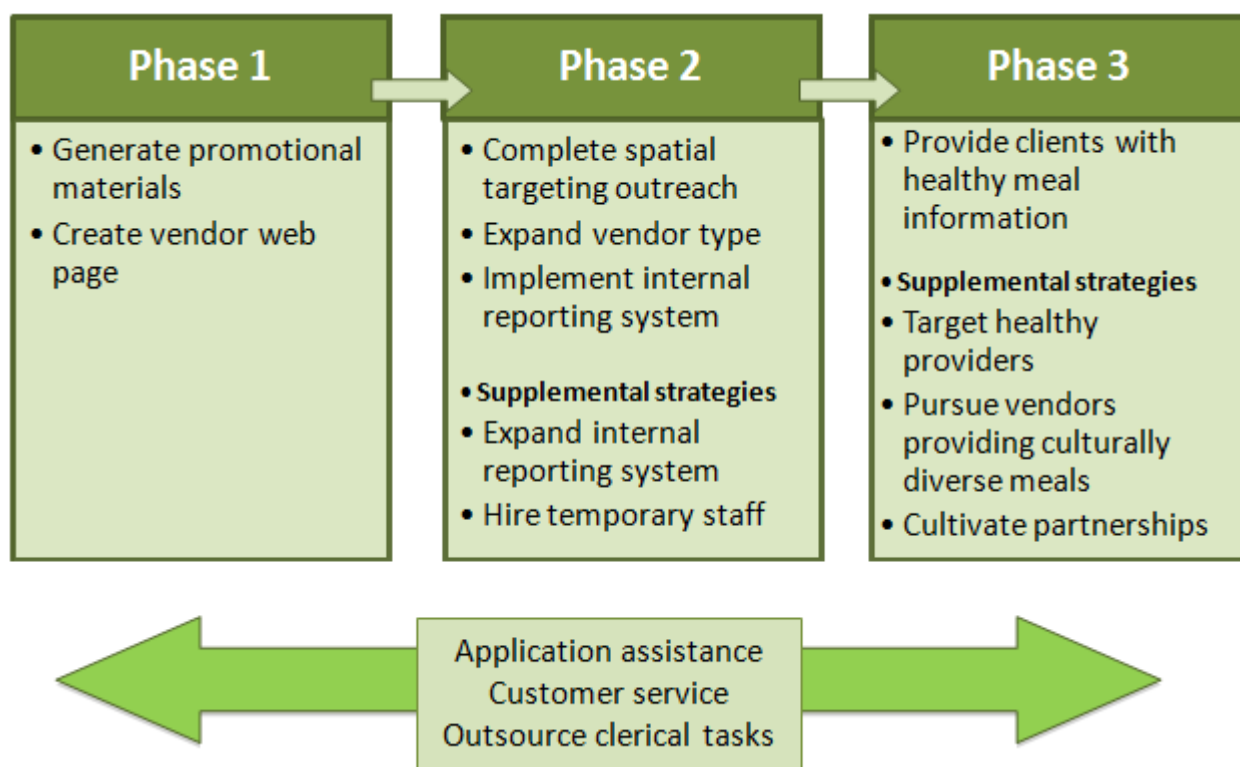 Phase 1
• Generate promotional
materials
• Create vendor web
page
Phase 2
• Complete spatial
targeting outreach
• Expand vendor type
• Implement internal
reporting system
• Supplemental strategies
• Expand internal
reporting system
• Hire temporary staff
Phase 3
• Provide clients with
healthy meal
information
• Supplemental strategies
• Target healthy
providers
• Pursue vendors
providing culturally
diverse meals
• Cultivate partnerships
Application assistance
Customer service
Outsource clerical tasks